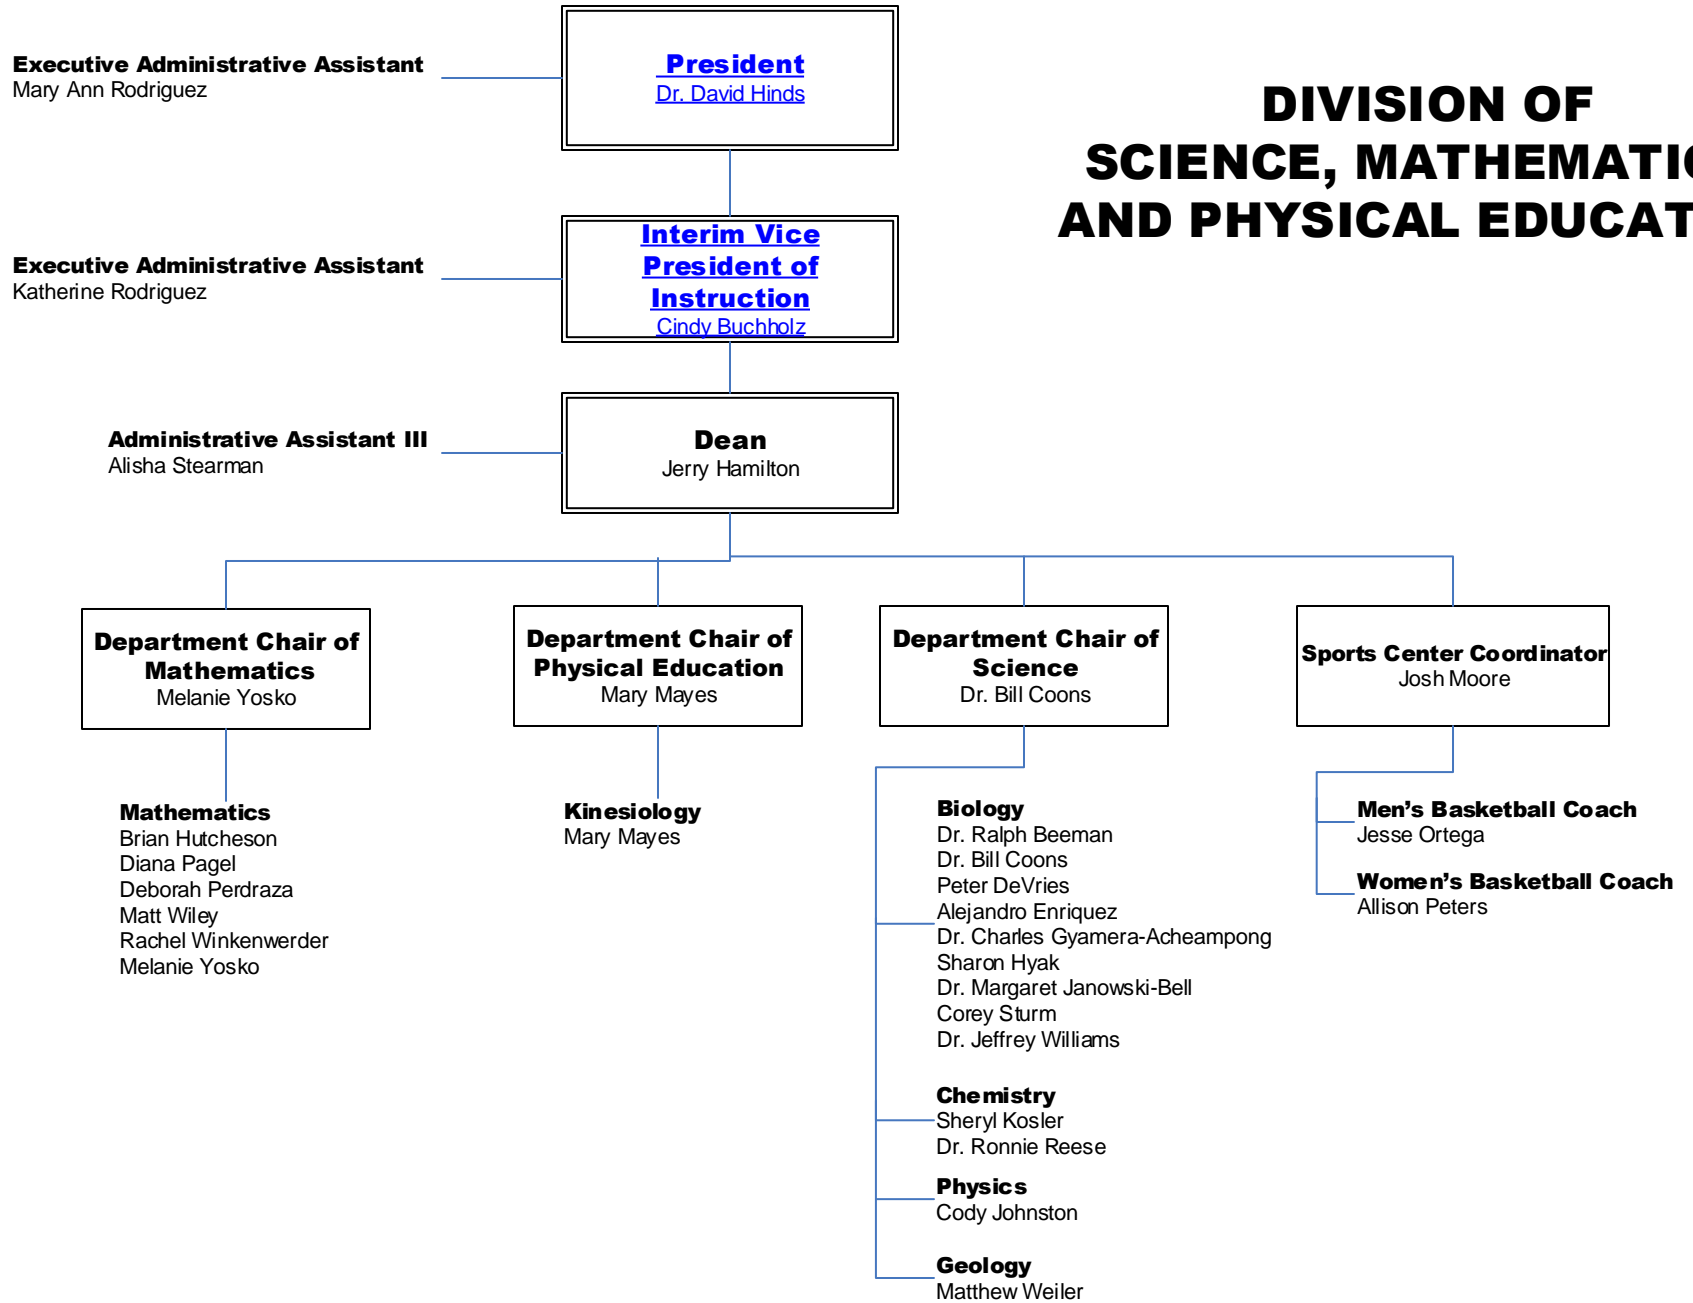 Executive Administrative Assistant
Mary Ann Rodriguez
President
Dr. David Hinds
DIVISION OF
SCIENCE, MATHEMATIC
AND PHYSICAL EDUCAT
Executive Administrative Assistant
Katherine Rodriguez
Interim Vice
President of
Instruction
Cindy Buchholz
Administrative Assistant III
Alisha Stearman
Dean
Jerry Hamilton
Department Chair of
Mathematics
Melanie Yosko
Department Chair of
Physical Education
Mary Mayes
Department Chair of
Science
Dr. Bill Coons
Sports Center Coordinator
Josh Moore
Mathematics
Brian Hutcheson
Diana Pagel
Deborah Perdraza
Matt Wiley
Rachel Winkenwerder
Melanie Yosko
Kinesiology
Mary Mayes
Biology
Dr. Ralph Beeman
Dr. Bill Coons
Peter DeVries
Alejandro Enriquez
Dr. Charles Gyamera-Acheampong
Sharon Hyak
Dr. Margaret Janowski-Bell
Corey Sturm
Dr. Jeffrey Williams
Chemistry
Sheryl Kosler
Dr. Ronnie Reese
Physics
Cody Johnston
Geology
Matthew Weiler
Men’s Basketball Coach
Jesse Ortega
Women’s Basketball Coach
Allison Peters